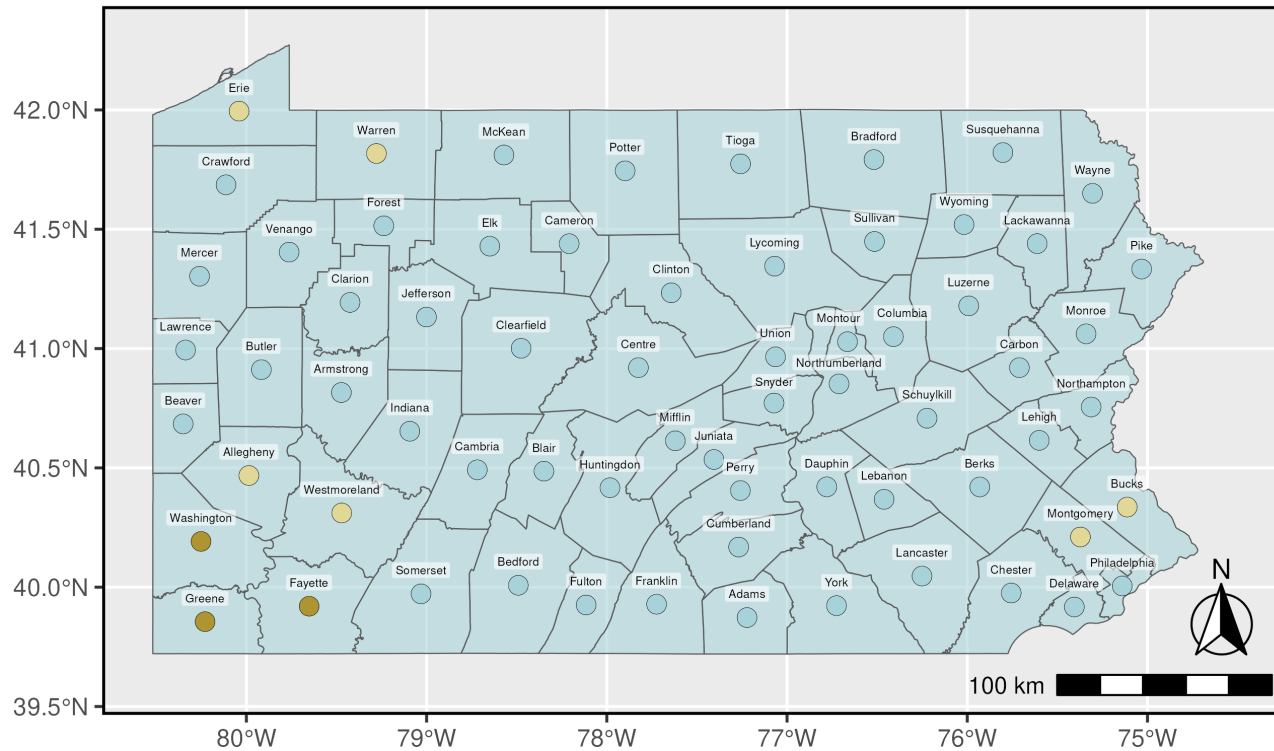 42.0°N
41.5°N
41.0°N
40.5°N
40.0°N
39.5°N
80°W 79°W 78°W 77°W 76°W 75°W
Erie
Warren
McKean
Potter
Tioga
Bradford
Susquehanna
Crawford
Wayne
Forest
Venango
Elk
Cameron
Sullivan
Wyoming
Lackawanna
Mercer
Lycoming
Pike
Clinton
Clarion
Jefferson
Luzerne
Lawrence
Clearfield
Montour
Columbia
Monroe
Butler
Centre
Union
Carbon
Armstrong
Northumberland
Snyder
Northampton
Beaver
Indiana
Schuylkill
Mifflin
Lehigh
Juniata
Allegheny
Cambria
Blair
Huntingdon
Perry
Dauphin
Lebanon
Berks
Westmoreland
Bucks
Washington
Cumberland
Montgomery
Somerset
Bedford
Lancaster
Philadelphia
Greene
Fayette
Fulton
Franklin
Adams
York
Chester
Delaware
N
100 km